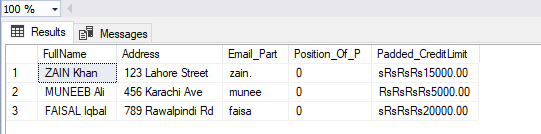 100 %
Results Messages
FullName Address Email_Part Position_Of_P Padded_CreditLimit
1 ZAIN Khan 123 Lahore Street zain. 0 sRsRsRs15000.00
2 MUNEEB Ali 456 Karachi Ave munee 0 RsRsRsRs5000.00
3 FAISAL Iqbal 789 Rawalpindi Rd faisa 0 sRsRsRs20000.00